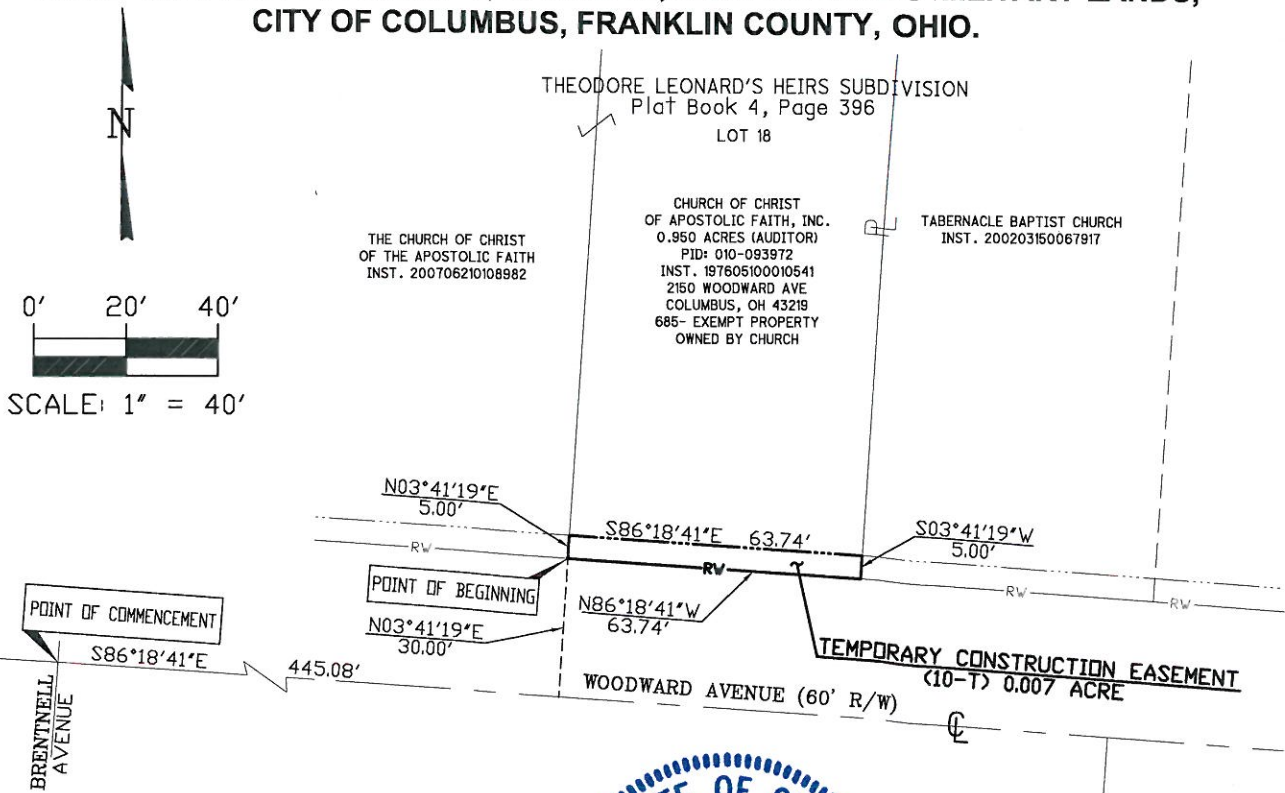 CITY OF COLUMBUS, FRANKLIN COUNTY, OHIO.
THEODORE LEONARD'S HEIRS SUBDIVISION
Plat Book 4, Page 396
LOT 18
N
THE CHURCH OF CHRIST
OF THE APOSTOLIC FAITH
INST. 200706210108982
CHURCH OF CHRIST
OF APOSTOLIC FAITH, INC.
0.950 ACRES (AUDITOR)
PID: 010-093972
INST. 197605100010541
2150 WOODWARD AVE
COLUMBUS, OH 43219
685- EXEMPT PROPERTY
OWNED BY CHURCH
PL
TABERNACLE BAPTIST CHURCH
INST. 200203150067917
0' 20' 40'
SCALE: 1" = 40'
N03°41'19"E
5.00'
S86°18'41"E 63.74'
S03°41'19"W
5.00'
RW
RW
RW
RW
POINT OF BEGINNING
N86°18'41"W
63.74'
N03°41'19"E
30.00'
POINT OF COMMENCEMENT
S86°18'41"E 445.08'
TEMPORARY CONSTRUCTION EASEMENT
(10-T) 0.007 ACRE
WOODWARD AVENUE (60' R/W)
CL
BRENTNELL
AVENUE